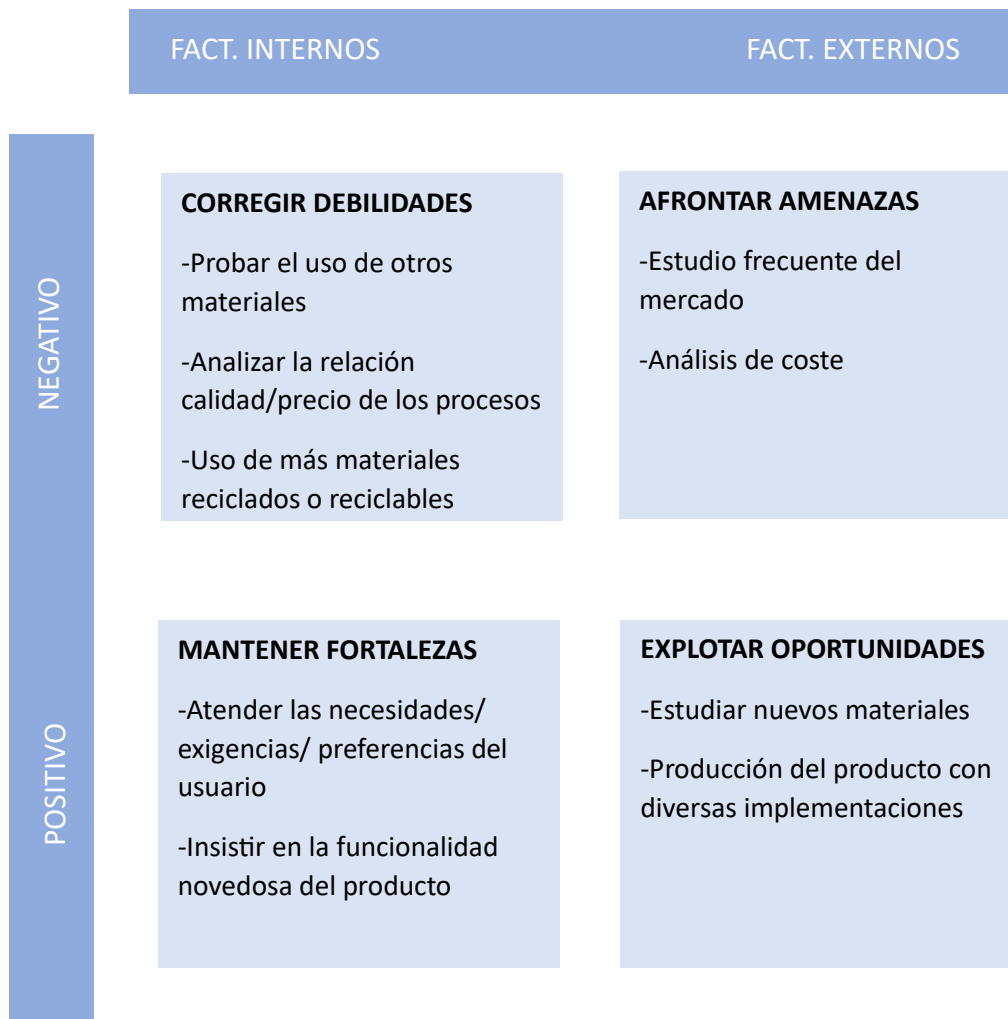 FACT. INTERNOS
FACT. EXTERNOS
NEGATIVO
CORREGIR DEBILIDADES
-Probar el uso de otros
materiales
-Analizar la relación
calidad/precio de los procesos
-Uso de más materiales
reciclados o reciclables
AFRONTAR AMENAZAS
-Estudio frecuente del
mercado
-Análisis de coste
POSITIVO
MANTENER FORTALEZAS
-Atender las necesidades/
exigencias/ preferencias del
usuario
-Insistir en la funcionalidad
novedosa del producto
EXPLOTAR OPORTUNIDADES
-Estudiar nuevos materiales
-Producción del producto con
diversas implementaciones